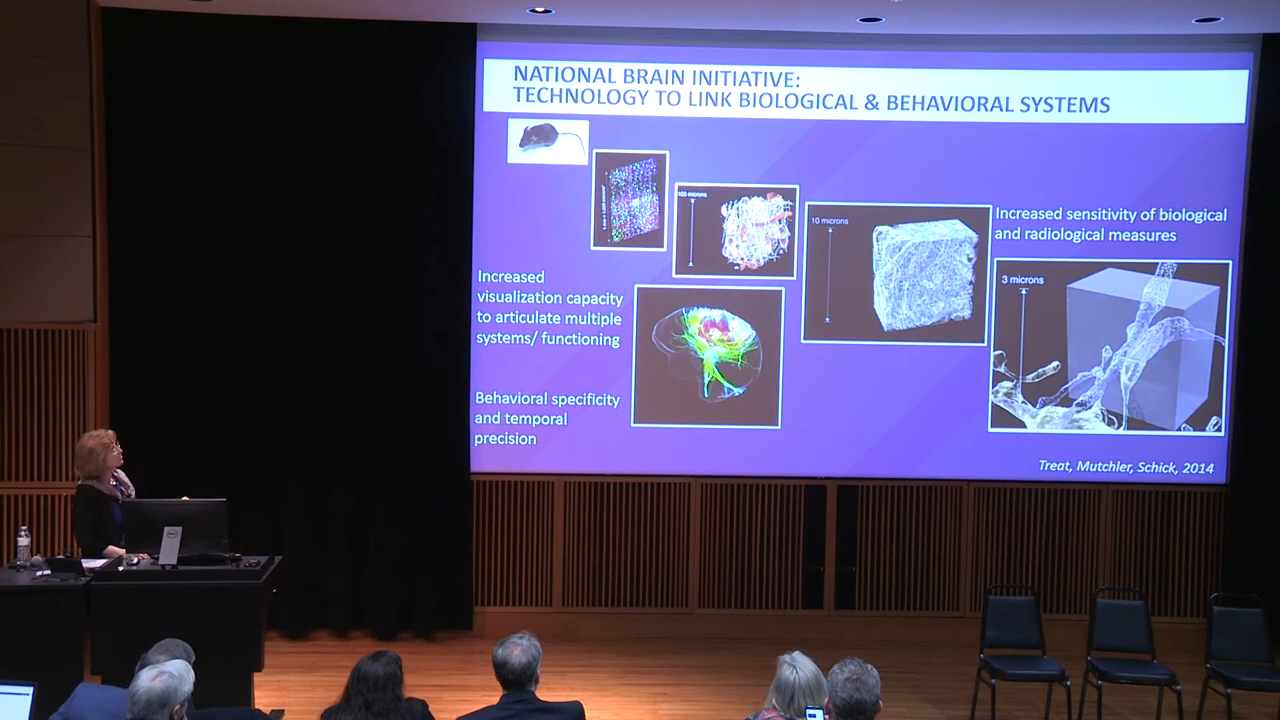 NATIONAL BRAIN INITIATIVE:
TECHNOLOGY TO LINK BIOLOGICAL & BEHAVIORAL SYSTEMS
100 microns
10 microns
Increased sensitivity of biological
and radiological measures
3 microns
Increased
visualization capacity
to articulate multiple
systems/ functioning
Behavioral specificity
and temporal
precision
Treat, Mutchler, Schick, 2014
DELL